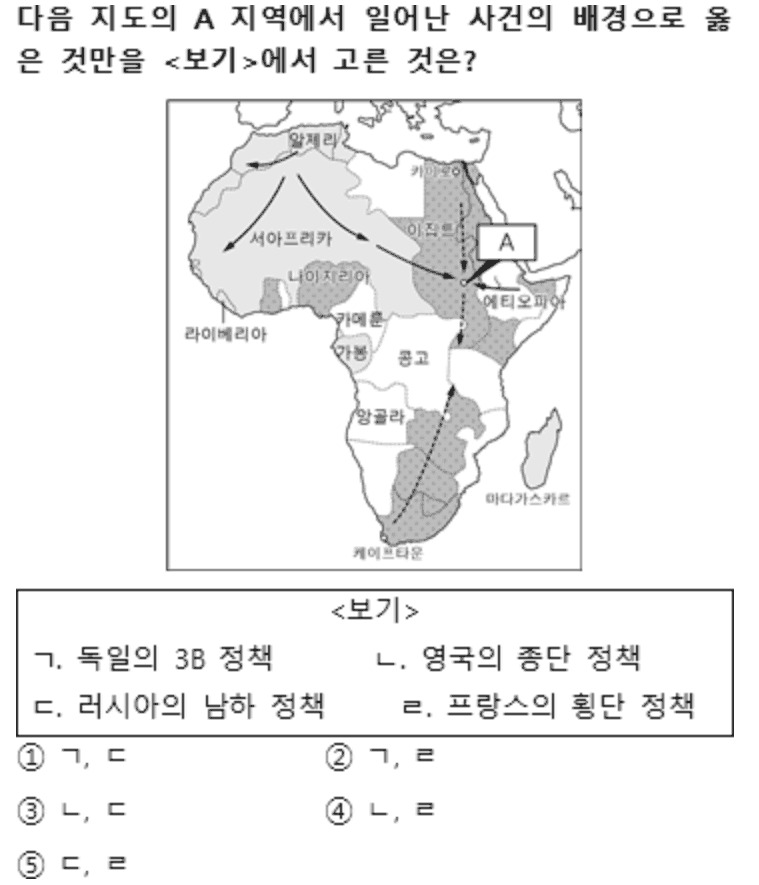 다음 지도의 A 지역에서 일어난 사건의 배경으로 옳
은 것만을 <보기>에서 고른 것은?
알제리
카이로
이집트
A
서아프리카
나이지리아
에티오피아
라이베리아
카메룬
가봉
콩고
앙골라
마다가스카르
케이프타운
<보기>
ㄱ. 독일의 3B 정책 ㄴ. 영국의 종단 정책
ㄷ. 러시아의 남하 정책 ㄹ. 프랑스의 횡단 정책
① ㄱ, ㄷ ② ㄱ, ㄹ
③ ㄴ, ㄷ ④ ㄴ, ㄹ
⑤ ㄷ, ㄹ